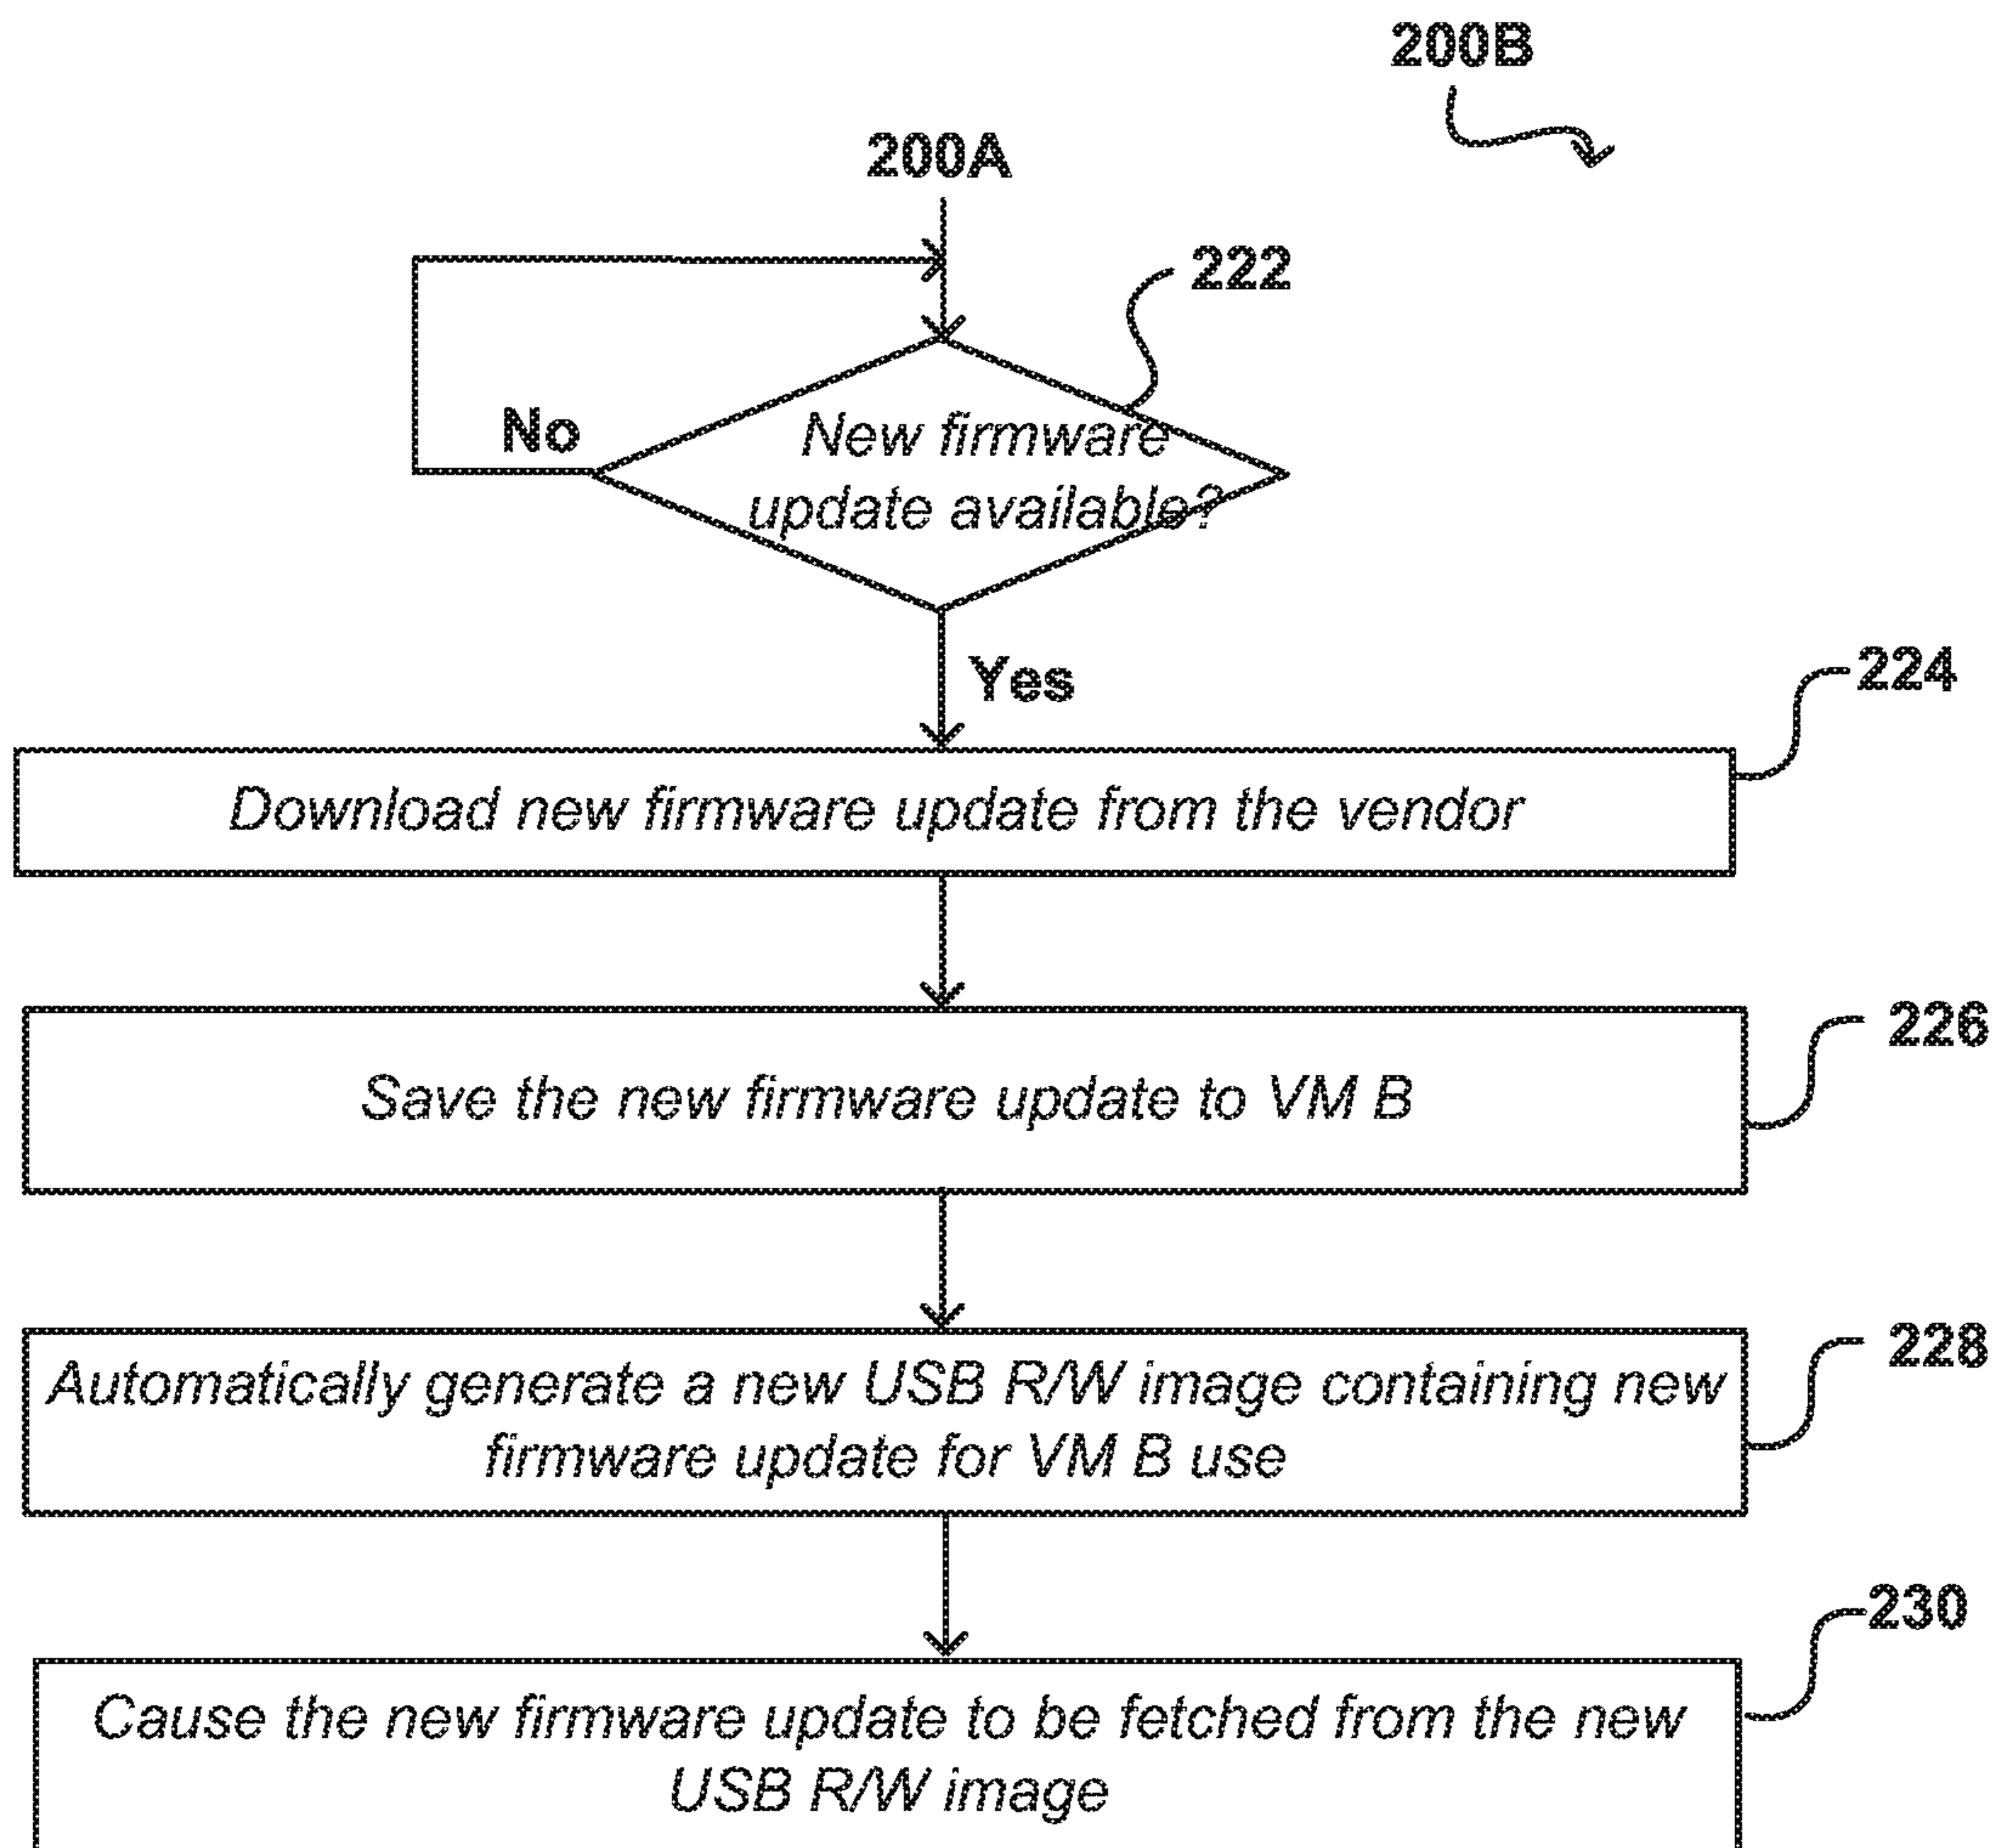 200B
200A
222
No
New firmware
update available?
Yes
224
Download new firmware update from the vendor
226
Save the new firmware update to VM B
228
Automatically generate a new USB R/W image containing new
firmware update for VM B use
230
Cause the new firmware update to be fetched from the new
USB R/W image